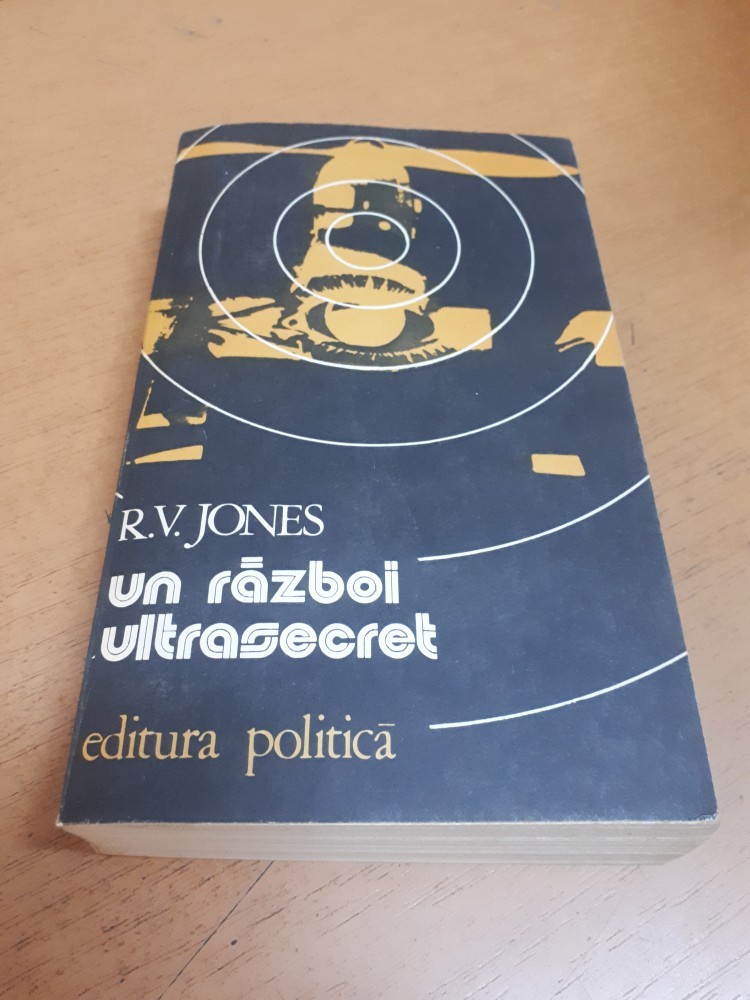 R.V. JONES
un război
ultrasecret
editura politică